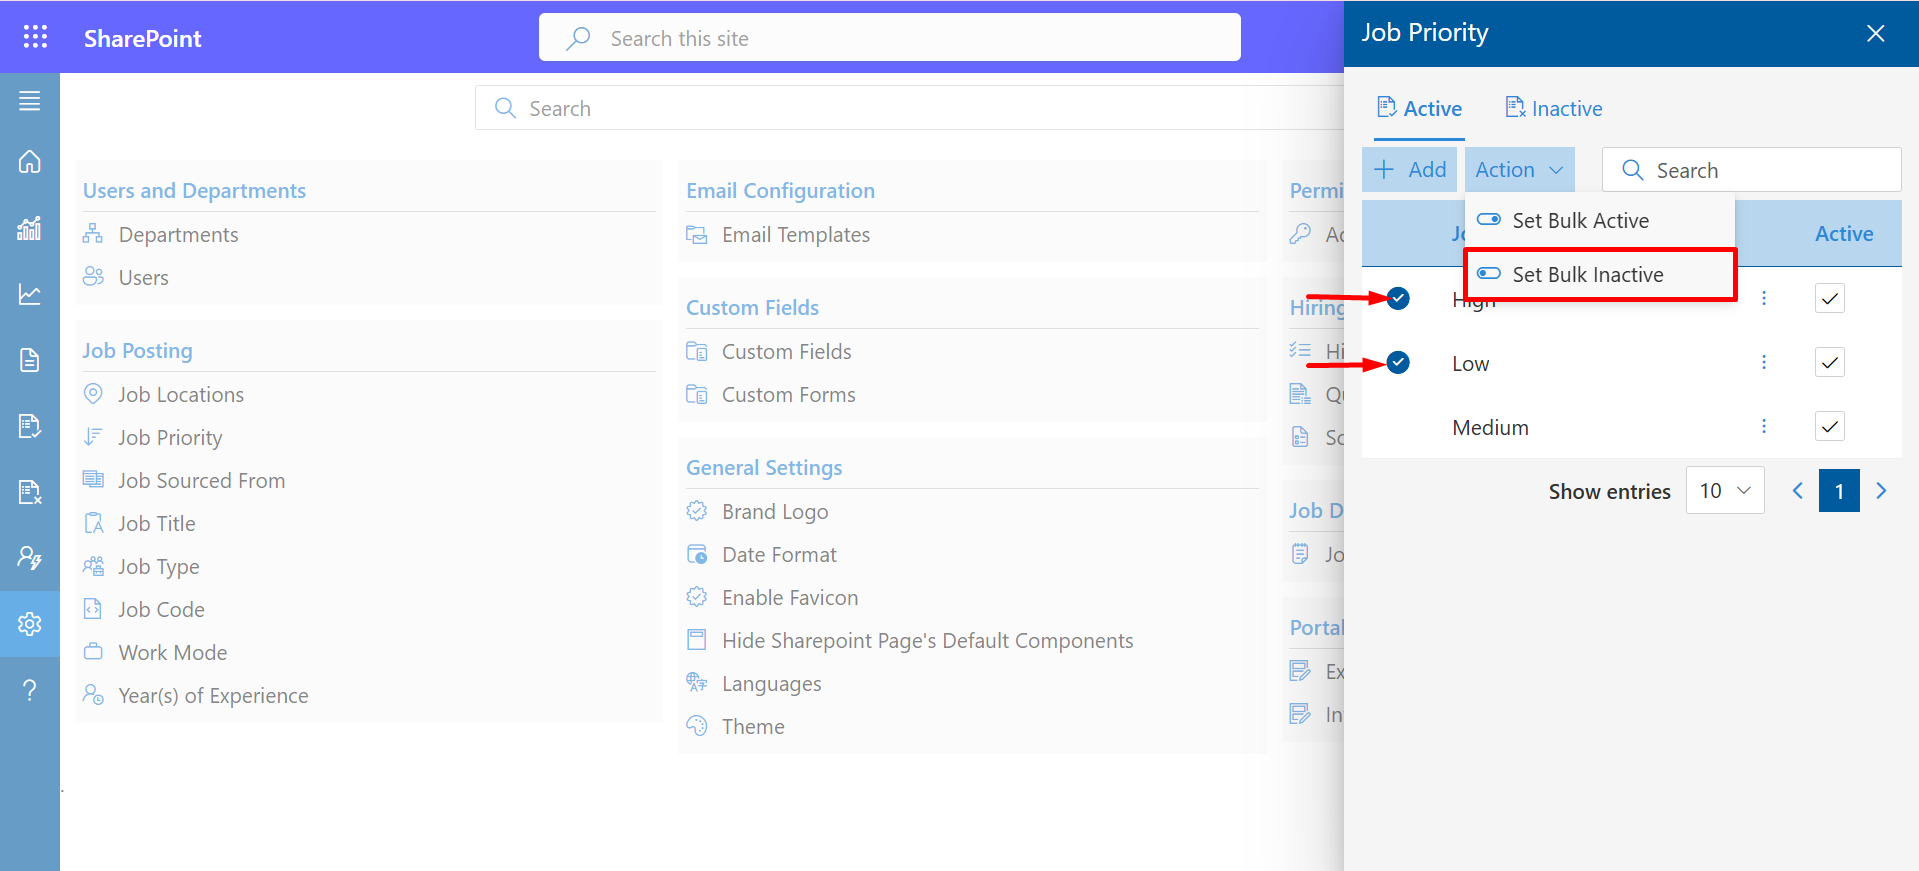 SharePoint
Search this site
Job Priority
Search
Active
Inactive
Add
Action
Search
Set Bulk Active
Set Bulk Inactive
Active
High
Low
Medium
Show entries
10
1
Users and Departments
Departments
Users
Job Posting
Job Locations
Job Priority
Job Sourced From
Job Title
Job Type
Job Code
Work Mode
Year(s) of Experience
Email Configuration
Email Templates
Custom Fields
Custom Fields
Custom Forms
General Settings
Brand Logo
Date Format
Enable Favicon
Hide Sharepoint Page's Default Components
Languages
Theme
Permi
Ac
Hiring
Hi
Qu
Sc
Job D
Jo
Portal
Ex
In